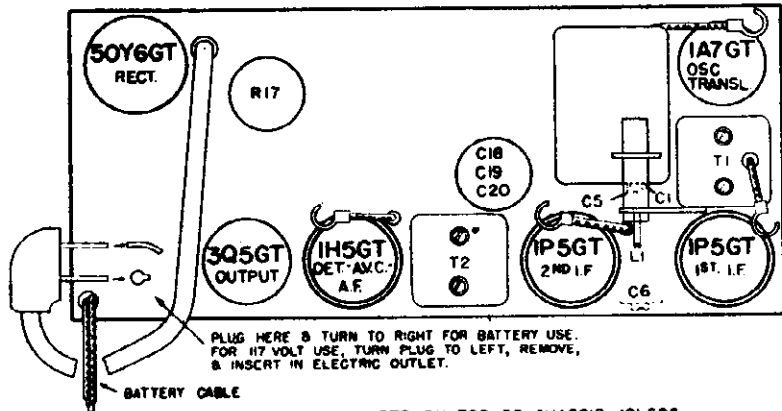 50Y6GT
RECT.
R17
1A7GT
OSC
TRANSL.
T1
C18
C19
C20
C5
C1
3Q5GT
OUTPUT
1H5GT
DET.-A.V.C.-
A.F.
T2
1P5GT
2ND I.F.
L1
C6
1P5GT
1ST. I.F.
PLUG HERE & TURN TO RIGHT FOR BATTERY USE.
FOR 117 VOLT USE, TURN PLUG TO LEFT, REMOVE,
& INSERT IN ELECTRIC OUTLET.
BATTERY CABLE